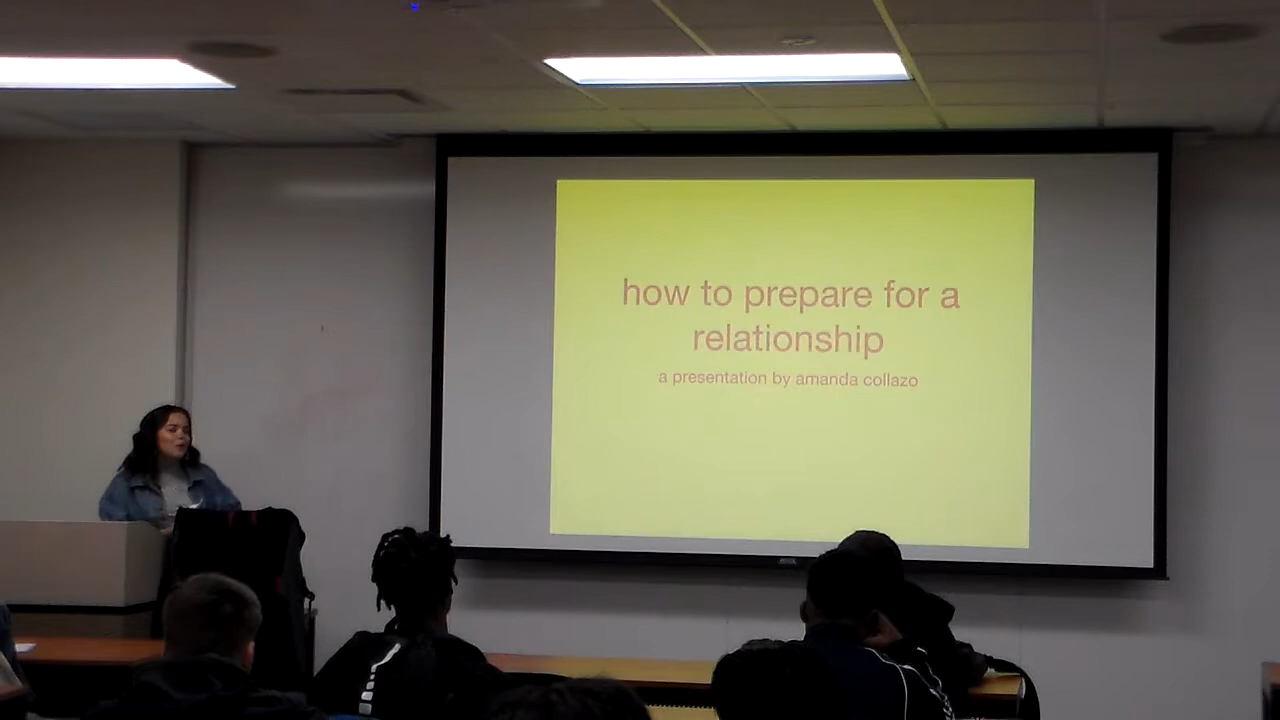 how to prepare for a
relationship
a presentation by amanda collazo